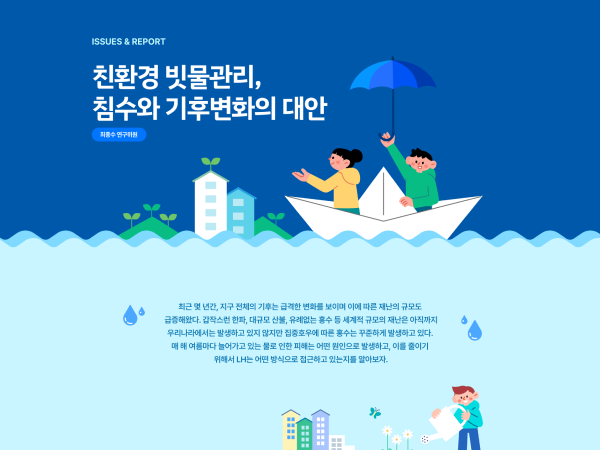 ISSUES & REPORT
친환경 빗물관리,
침수와 기후변화의 대안
최종수 연구위원
최근 몇 년간, 지구 전체의 기후는 급격한 변화를 보이며 이에 따른 재난의 규모도
급증해왔다. 갑작스런 한파, 대규모 산불, 유례없는 홍수 등 세계적 규모의 재난은 아직까지
우리나라에서는 발생하고 있지 않지만 집중호우에 따른 홍수는 꾸준하게 발생하고 있다.
매 해 여름마다 늘어가고 있는 물로 인한 피해는 어떤 원인으로 발생하고, 이를 줄이기
위해서 LH는 어떤 방식으로 접근하고 있는지를 알아보자.